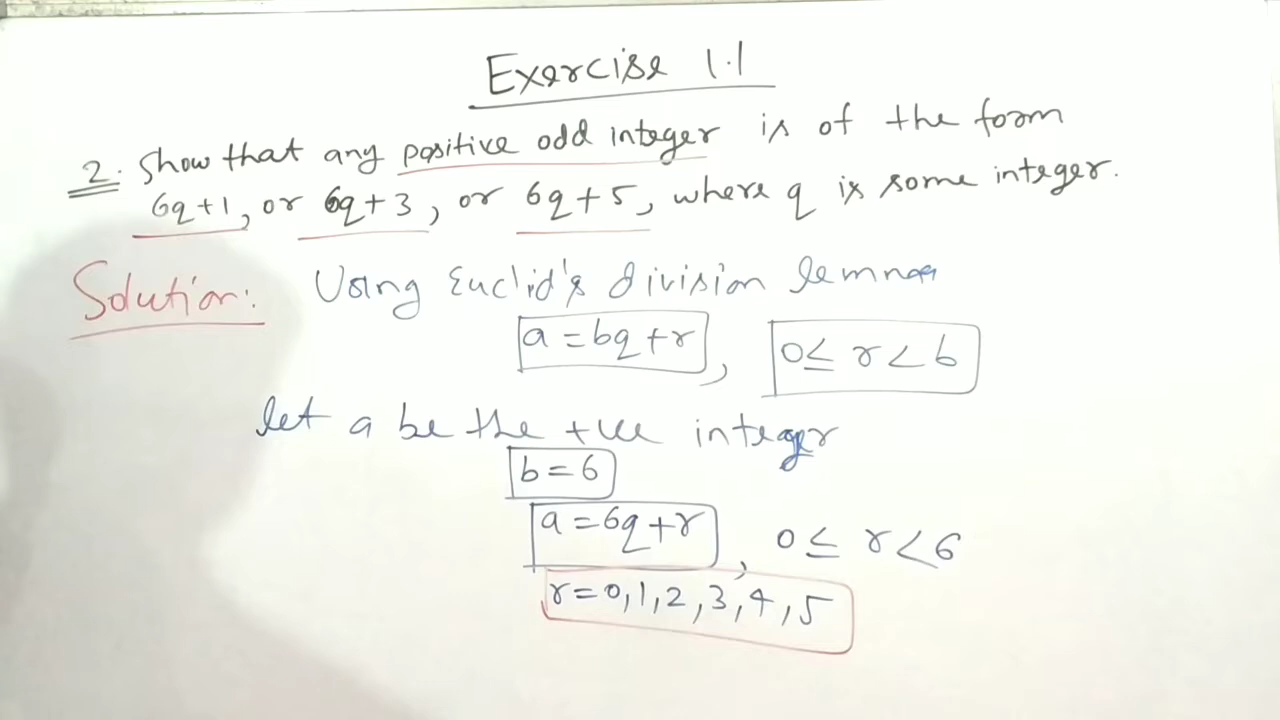 Exercise 1.1
2. Show that any positive odd integer is of the form
6q+1, or 6q+3, or 6q+5, where q is some integer.
Solution: Using Euclid's division lemma
a = bq + r, 0 ≤ r < b
let a be the +ve integer
b = 6
a = 6q + r, 0 ≤ r < 6
r = 0, 1, 2, 3, 4, 5